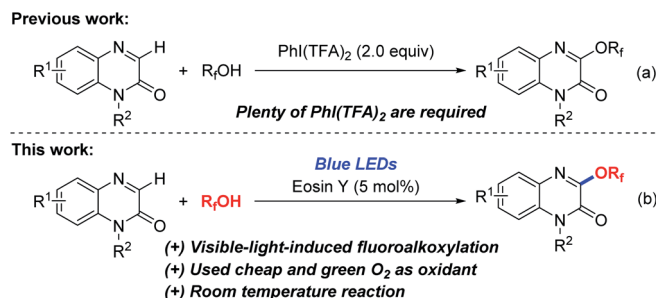 Previous work:
R¹ N H N O R² + RfOH PhI(TFA)₂ (2.0 equiv) R¹ N ORf N O R² (a)
Plenty of PhI(TFA)₂ are required
This work:
R¹ N H N O R² + RfOH Blue LEDs Eosin Y (5 mol%) R¹ N ORf N O R² (b)
(+) Visible-light-induced fluoroalkoxylation
(+) Used cheap and green O₂ as oxidant
(+) Room temperature reaction